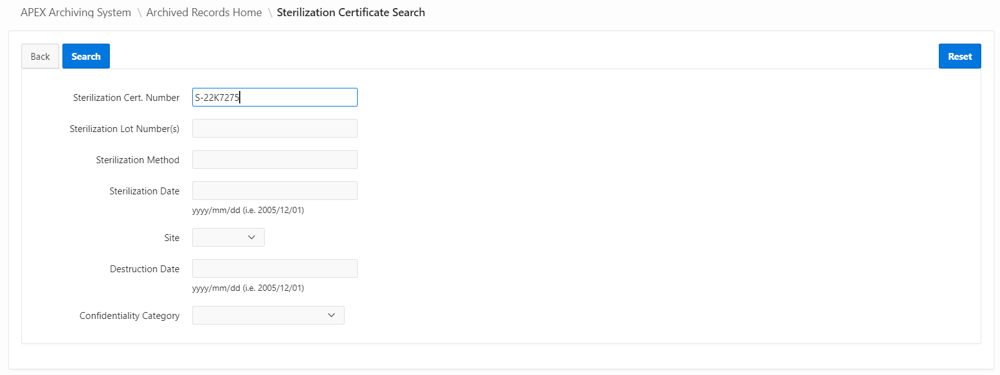 APEX Archiving System \ Archived Records Home \ Sterilization Certificate Search
Back Search Reset
Sterilization Cert. Number S-22K7275
Sterilization Lot Number(s)
Sterilization Method
Sterilization Date
yyyy/mm/dd (i.e. 2005/12/01)
Site
Destruction Date
yyyy/mm/dd (i.e. 2005/12/01)
Confidentiality Category